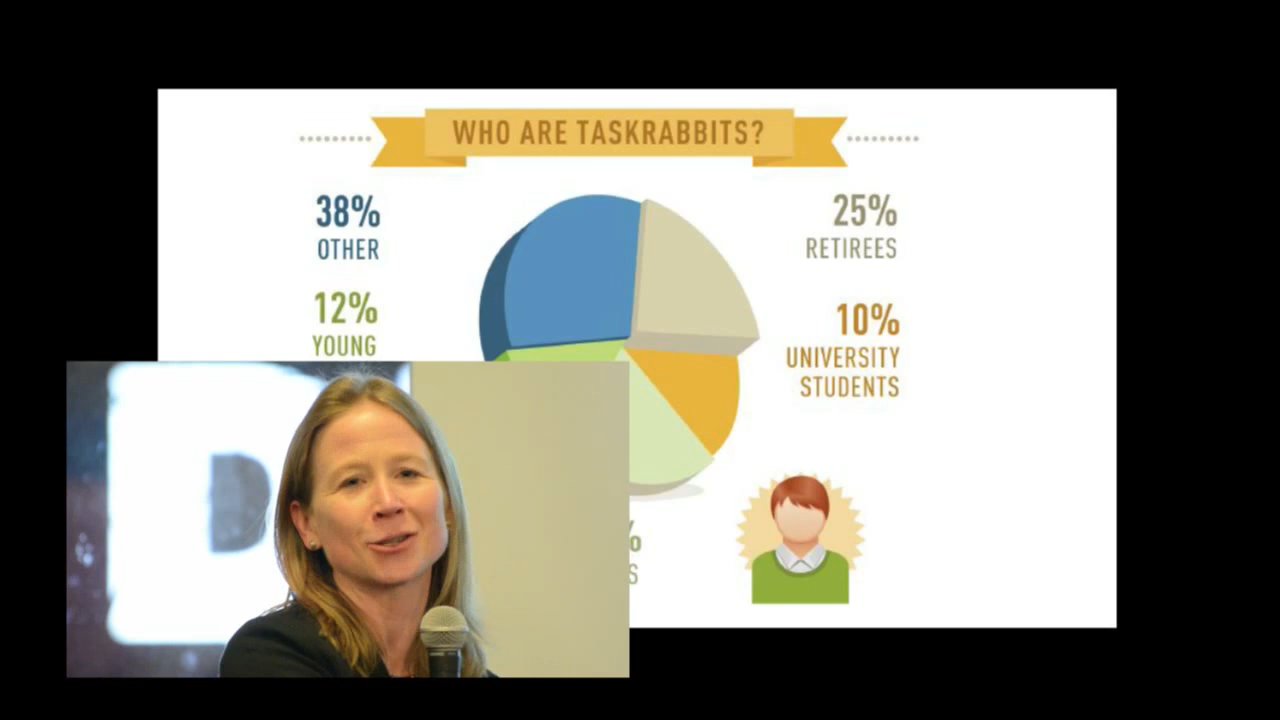 WHO ARE TASKRABBITS?
38%
OTHER
25%
RETIREES
12%
YOUNG
10%
UNIVERSITY
STUDENTS
%
S
D